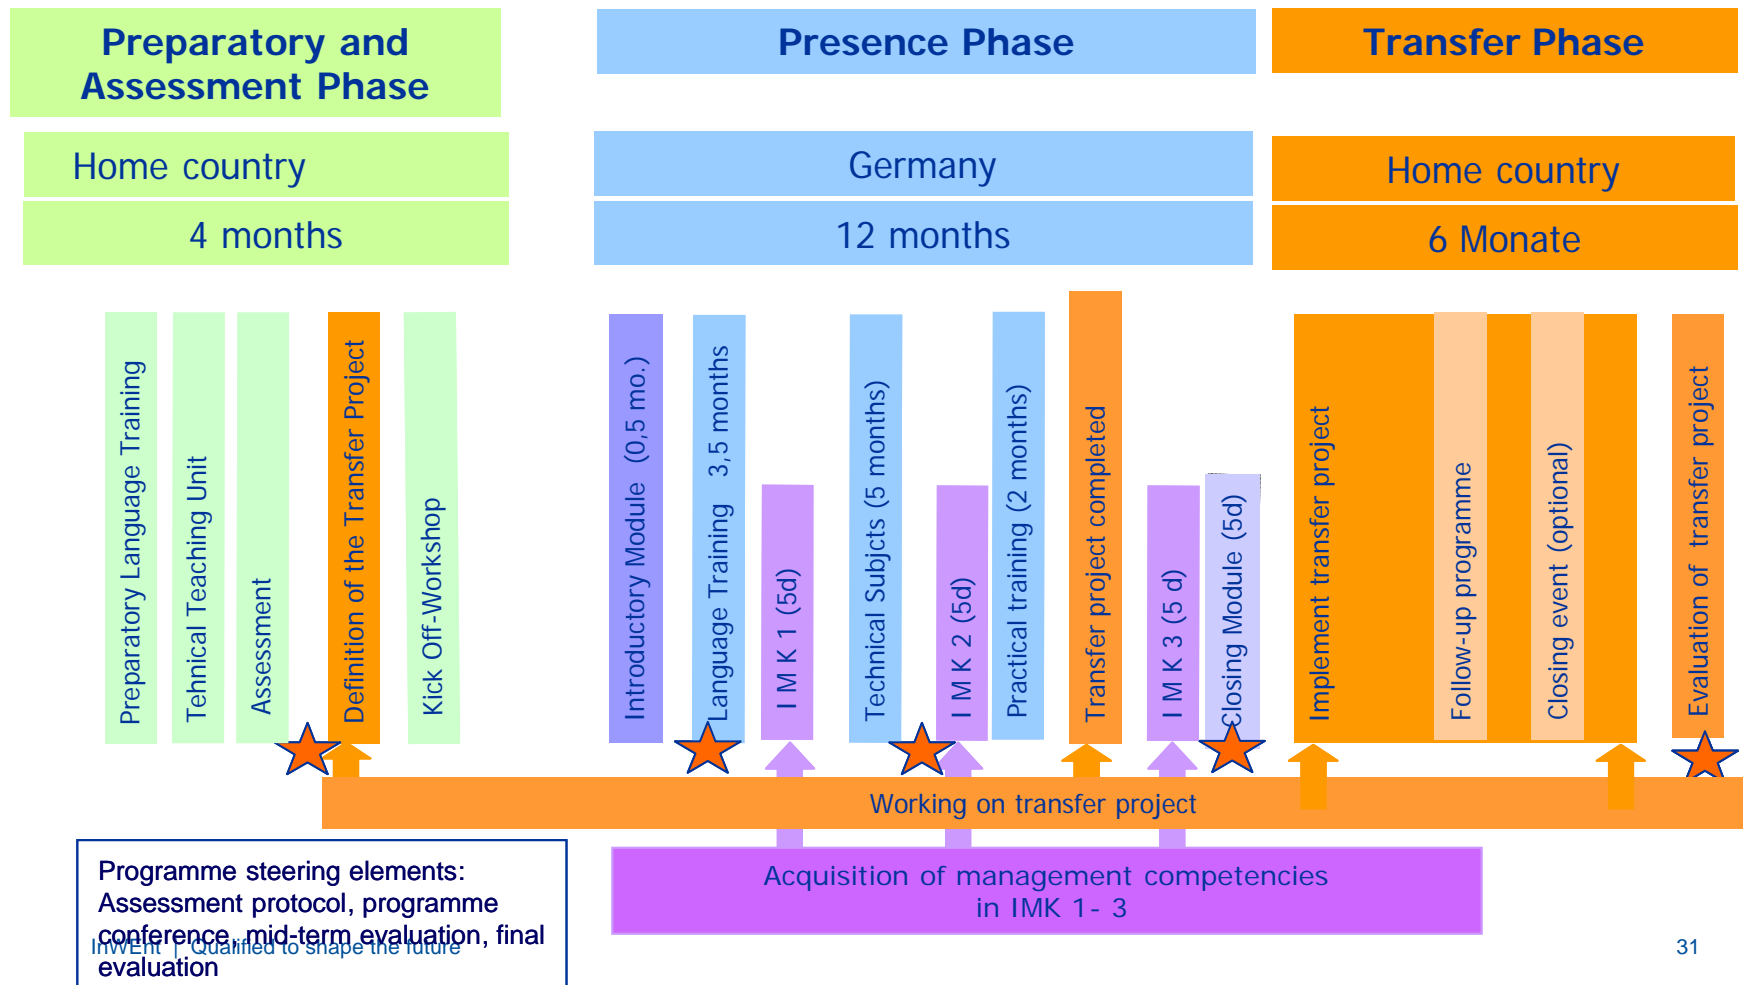 Preparatory and
Assessment Phase
Presence Phase
Transfer Phase
Home country
Germany
Home country
4 months
12 months
6 Monate
Preparatory Language Training
Tehnical Teaching Unit
Assessment
Definition of the Transfer Project
Kick Off-Workshop
Introductory Module (0,5 mo.)
Language Training 3,5 months
I M K 1 (5d)
Technical Subjcts (5 months)
I M K 2 (5d)
Practical training (2 months)
Transfer project completed
I M K 3 (5 d)
Closing Module (5d)
Implement transfer project
Follow-up programme
Closing event (optional)
Evaluation of transfer project
Working on transfer project
Acquisition of management competencies
in IMK 1- 3
Programme steering elements:
Assessment protocol, programme
conference, mid-term evaluation, final
evaluation
InWEnt | Qualified to shape the future
31